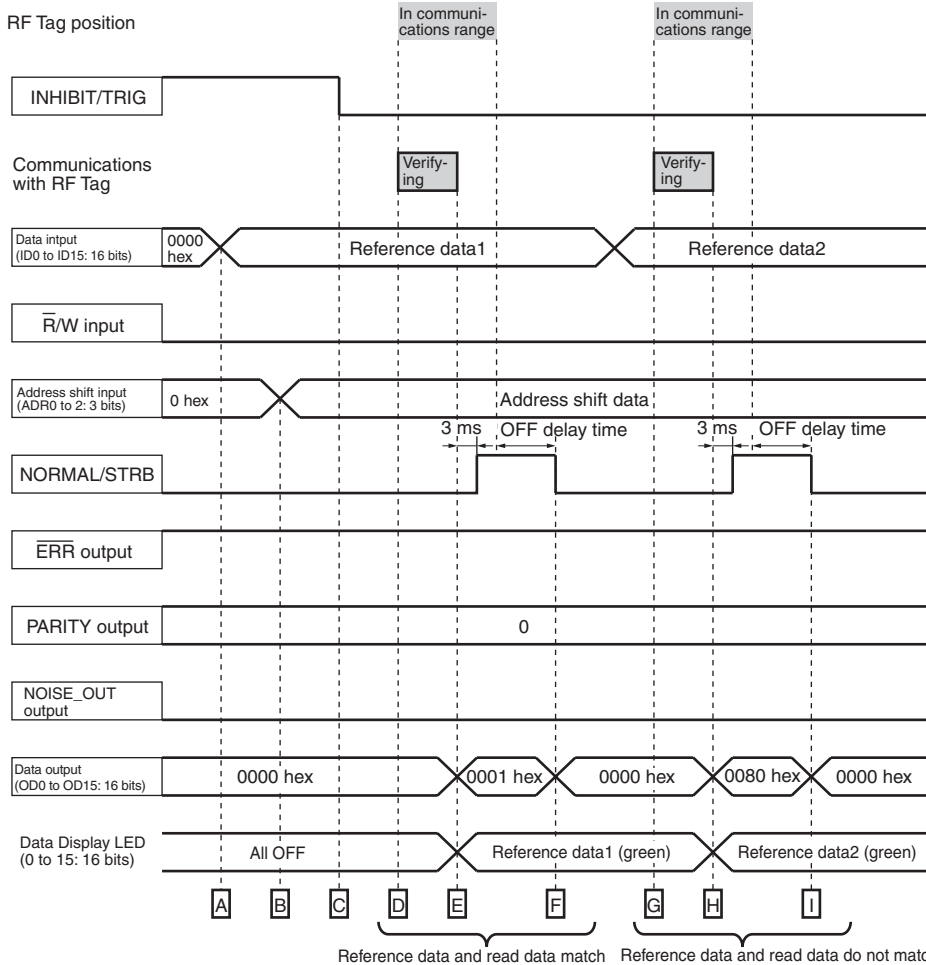 RF Tag position
In communi-
cations range
In communi-
cations range
INHIBIT/TRIG
Communications
with RF Tag
Verify-
ing
Verify-
ing
Data intput
(ID0 to ID15: 16 bits)
0000
hex
Reference data1
Reference data2
R/W input
Address shift input
(ADR0 to 2: 3 bits)
0 hex
Address shift data
3 ms
OFF delay time
3 ms
OFF delay time
NORMAL/STRB
ERR output
PARITY output
0
NOISE_OUT
output
Data output
(OD0 to OD15: 16 bits)
0000 hex
0001 hex
0000 hex
0080 hex
0000 hex
Data Display LED
(0 to 15: 16 bits)
All OFF
Reference data1 (green)
Reference data2 (green)
A
B
C
D
E
F
G
H
I
Reference data and read data match
Reference data and read data do not matc